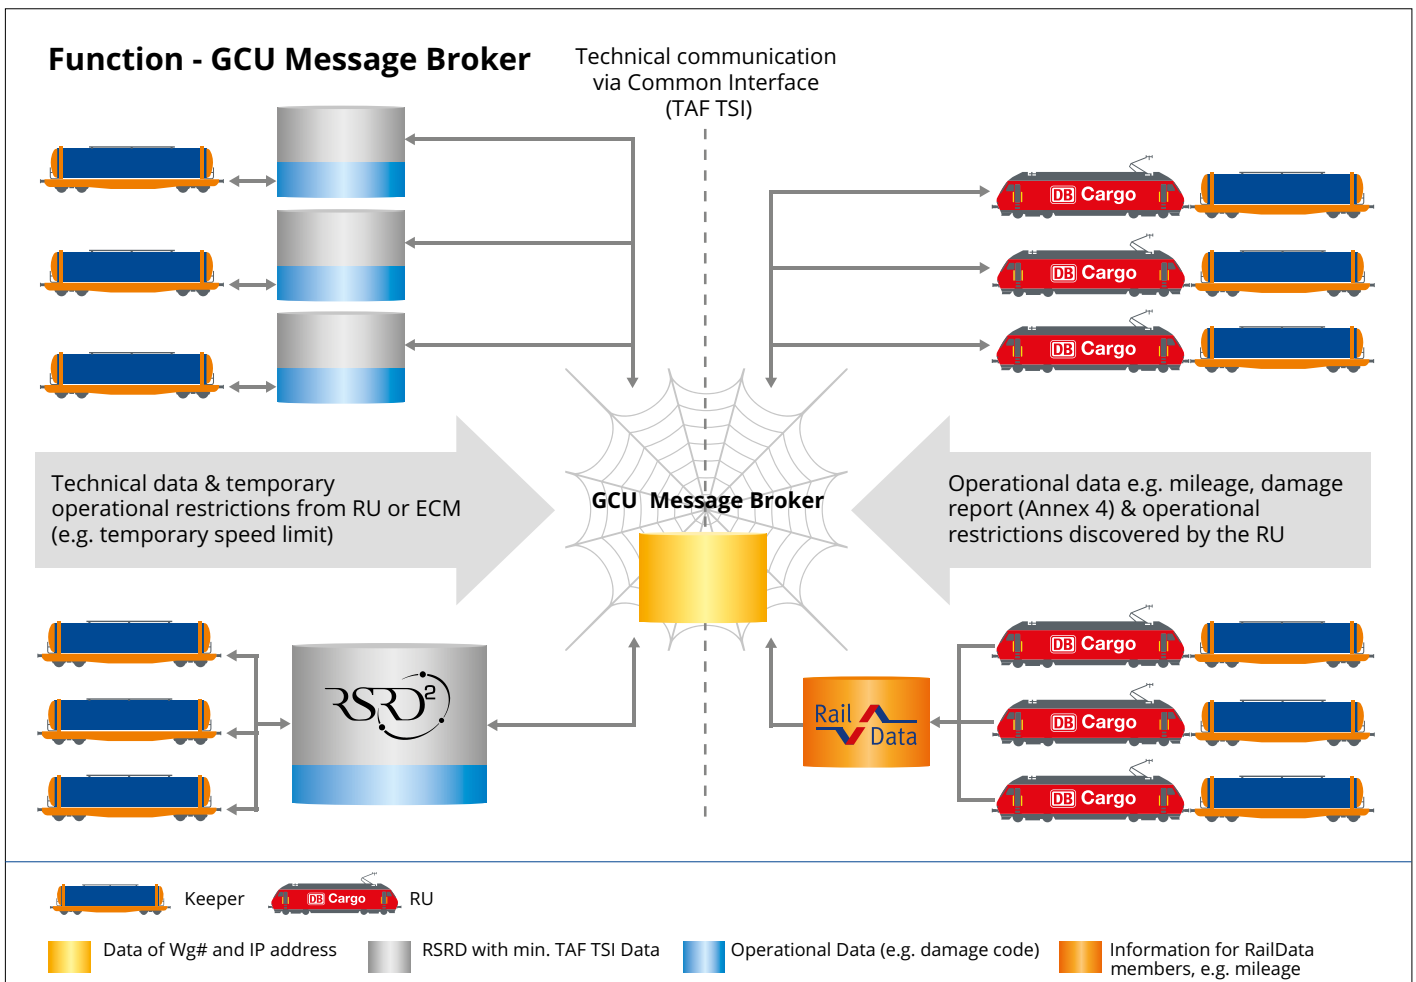 Function - GCU Message Broker
Technical communication
via Common Interface
(TAF TSI)
DB Cargo
DB Cargo
DB Cargo
Technical data & temporary
operational restrictions from RU or ECM
(e.g. temporary speed limit)
GCU Message Broker
Operational data e.g. mileage, damage
report (Annex 4) & operational
restrictions discovered by the RU
RSRD²
Rail
Data
DB Cargo
DB Cargo
DB Cargo
Keeper
DB Cargo
RU
Data of Wg# and IP address
RSRD with min. TAF TSI Data
Operational Data (e.g. damage code)
Information for RailData
members, e.g. mileage